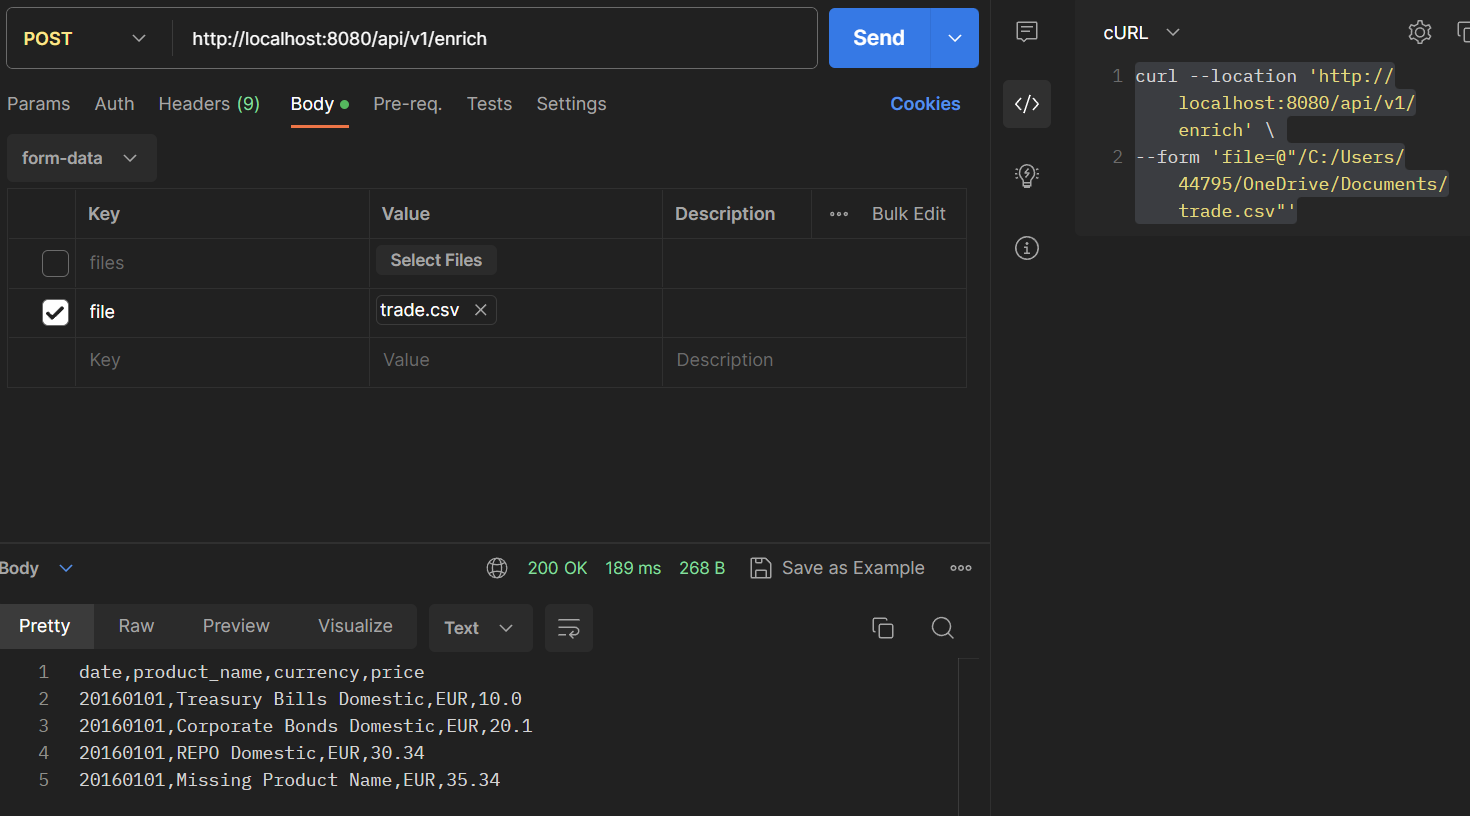 POST http://localhost:8080/api/v1/enrich Send
Params Auth Headers (9) Body Pre-req. Tests Settings Cookies
form-data
Key Value Description Bulk Edit
files Select Files
file trade.csv
Key Value Description
Body 200 OK 189 ms 268 B Save as Example
Pretty Raw Preview Visualize Text
1 date,product_name,currency,price
2 20160101,Treasury Bills Domestic,EUR,10.0
3 20160101,Corporate Bonds Domestic,EUR,20.1
4 20160101,REPO Domestic,EUR,30.34
5 20160101,Missing Product Name,EUR,35.34
cURL
1 curl --location 'http://
localhost:8080/api/v1/
enrich' \
2 --form 'file=@"/C:/Users/
44795/OneDrive/Documents/
trade.csv"'